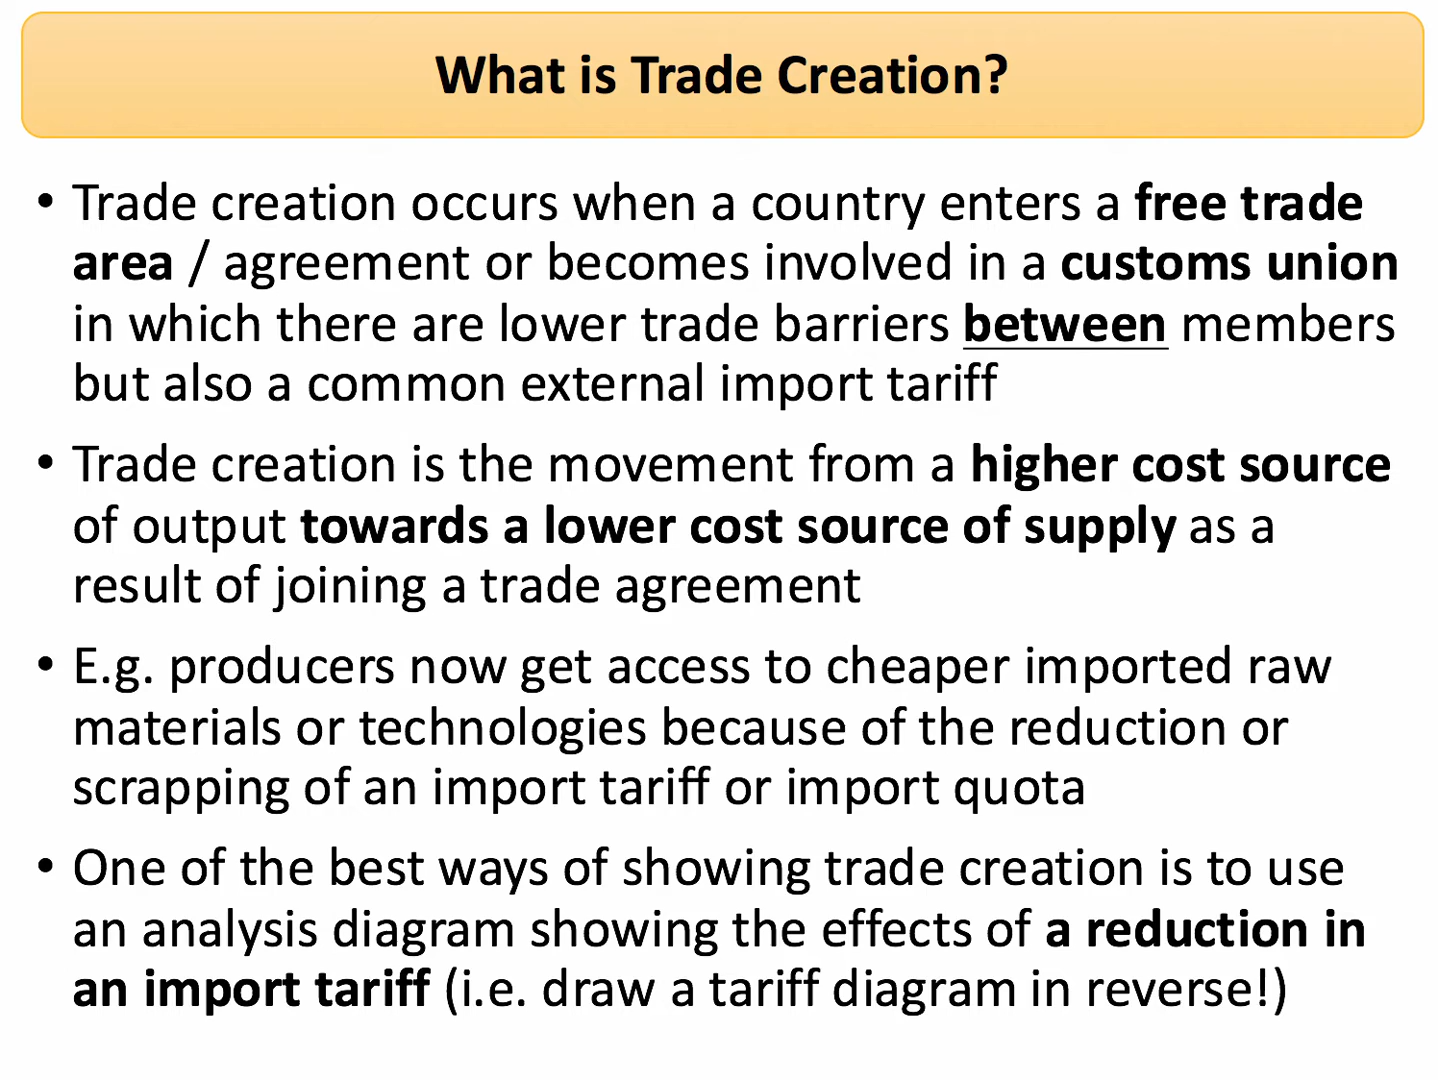 What is Trade Creation?
• Trade creation occurs when a country enters a free trade
area / agreement or becomes involved in a customs union
in which there are lower trade barriers between members
but also a common external import tariff
• Trade creation is the movement from a higher cost source
of output towards a lower cost source of supply as a
result of joining a trade agreement
• E.g. producers now get access to cheaper imported raw
materials or technologies because of the reduction or
scrapping of an import tariff or import quota
• One of the best ways of showing trade creation is to use
an analysis diagram showing the effects of a reduction in
an import tariff (i.e. draw a tariff diagram in reverse!)